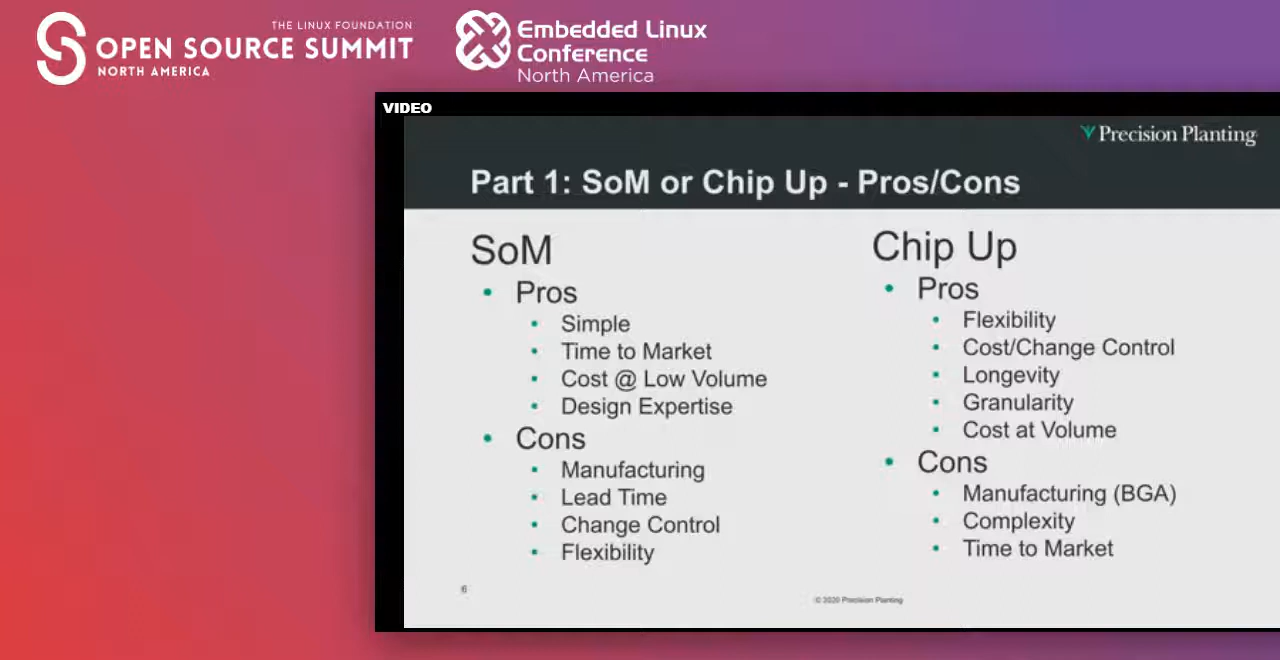 THE LINUX FOUNDATION
OPEN SOURCE SUMMIT
NORTH AMERICA
Embedded Linux
Conference
North America
VIDEO
Precision Planting
Part 1: SoM or Chip Up - Pros/Cons
SoM
• Pros
• Simple
• Time to Market
• Cost @ Low Volume
• Design Expertise
• Cons
• Manufacturing
• Lead Time
• Change Control
• Flexibility
Chip Up
• Pros
• Flexibility
• Cost/Change Control
• Longevity
• Granularity
• Cost at Volume
• Cons
• Manufacturing (BGA)
• Complexity
• Time to Market
6
© 2020 Precision Planting